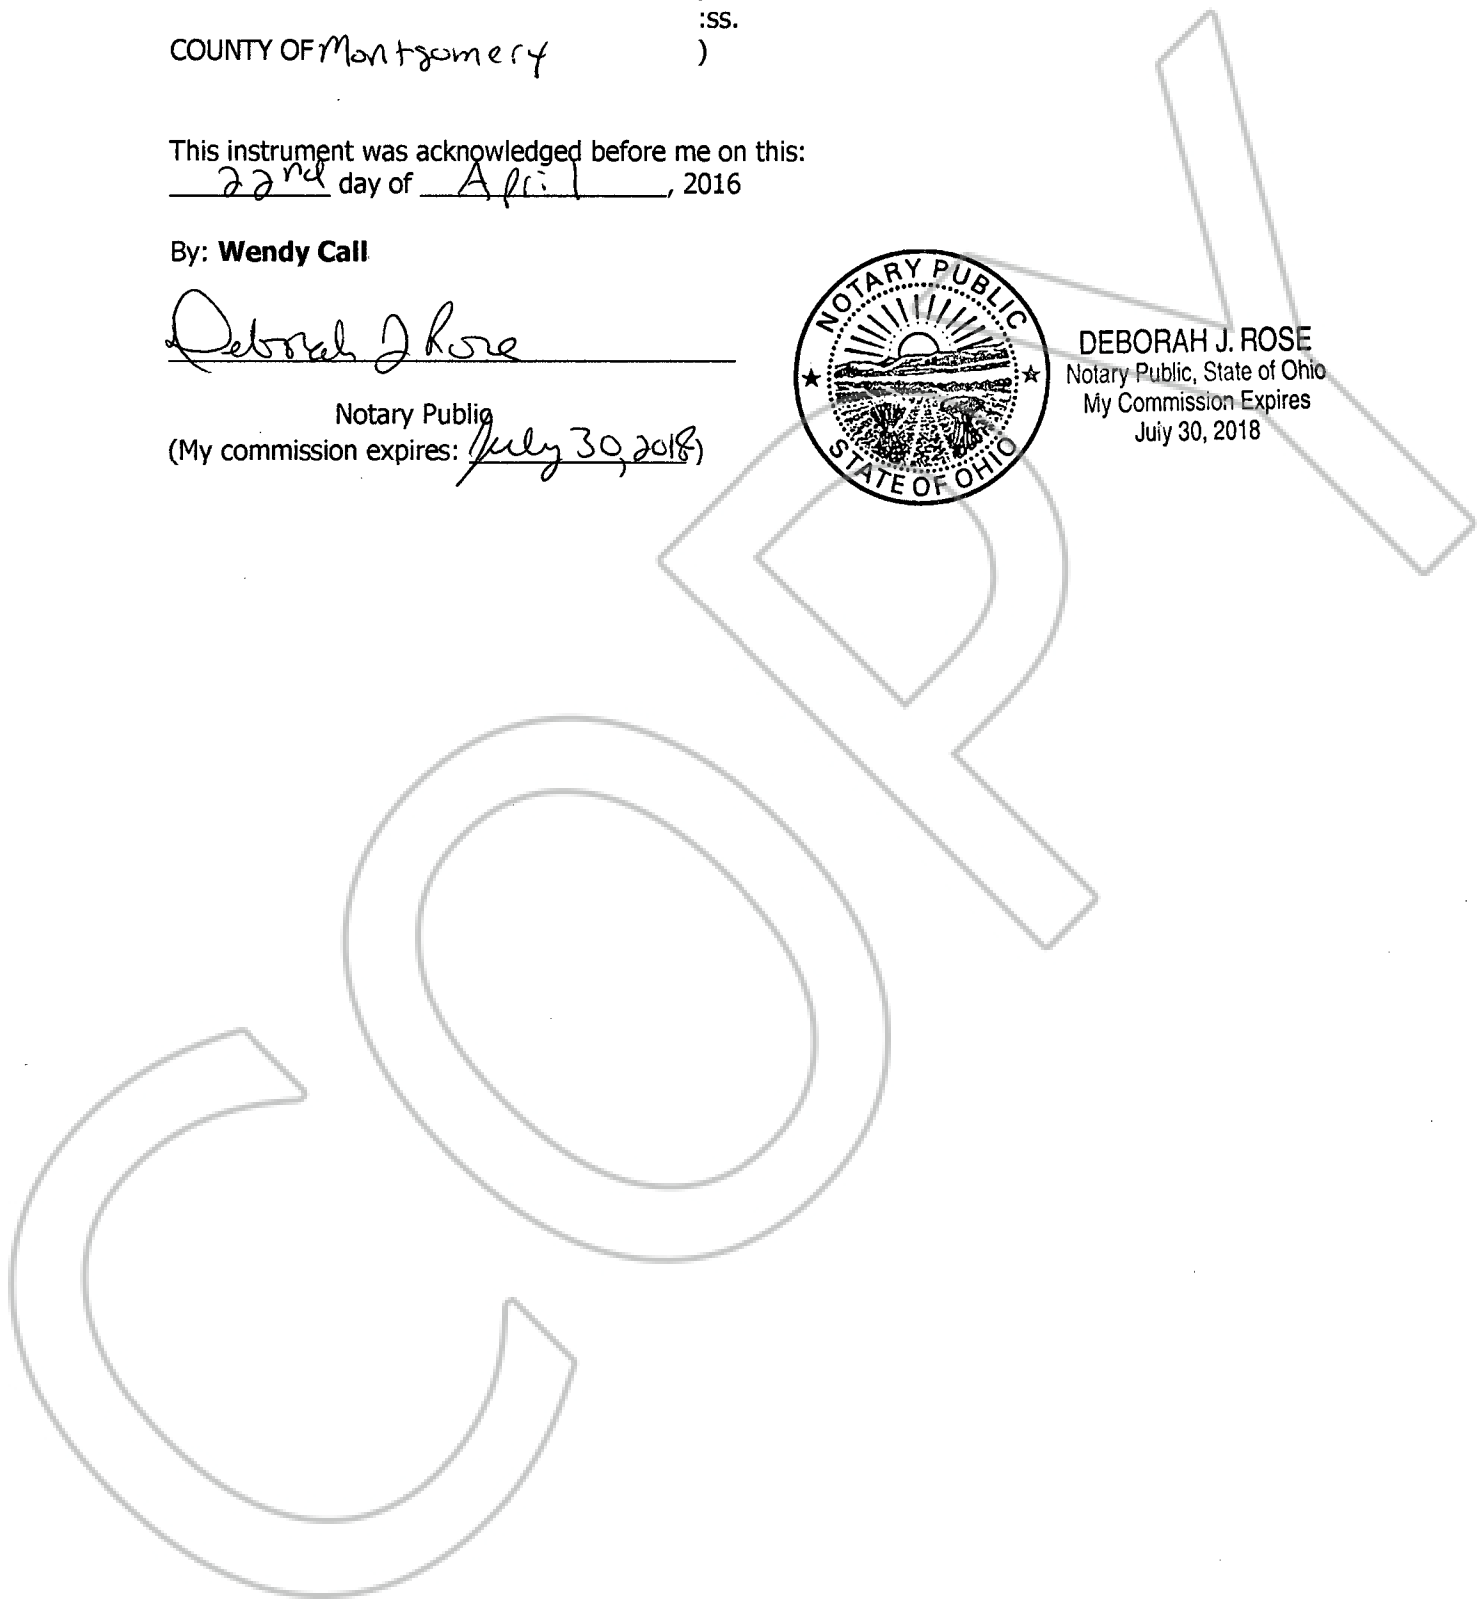 :ss.
COUNTY OF Montgomery )
This instrument was acknowledged before me on this:
22nd day of April, 2016
By: Wendy Call
Deborah J Rose
Notary Public
(My commission expires: July 30, 2018)
NOTARY PUBLIC
STATE OF OHIO
DEBORAH J. ROSE
Notary Public, State of Ohio
My Commission Expires
July 30, 2018
COPY